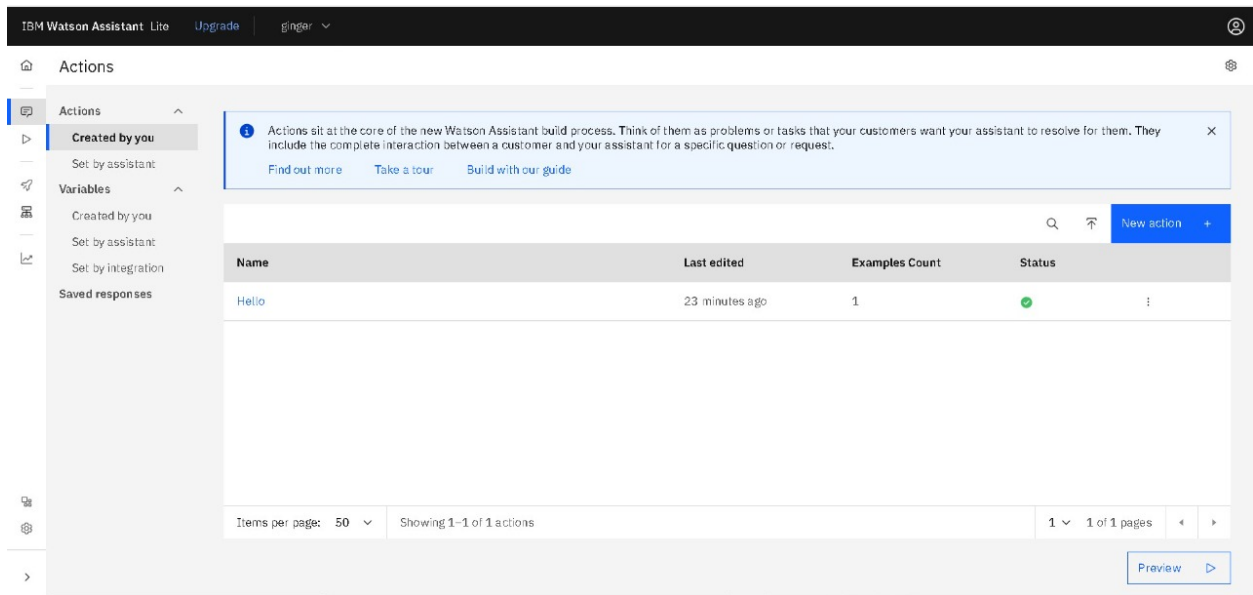 IBM Watson Assistant Lite Upgrade ginger
Actions
Actions
Created by you
Set by assistant
Variables
Created by you
Set by assistant
Set by integration
Saved responses
Actions sit at the core of the new Watson Assistant build process. Think of them as problems or tasks that your customers want your assistant to resolve for them. They
include the complete interaction between a customer and your assistant for a specific question or request.
Find out more Take a tour Build with our guide
New action +
Name Last edited Examples Count Status
Hello 23 minutes ago 1
Items per page: 50 Showing 1–1 of 1 actions 1 1 of 1 pages
Preview